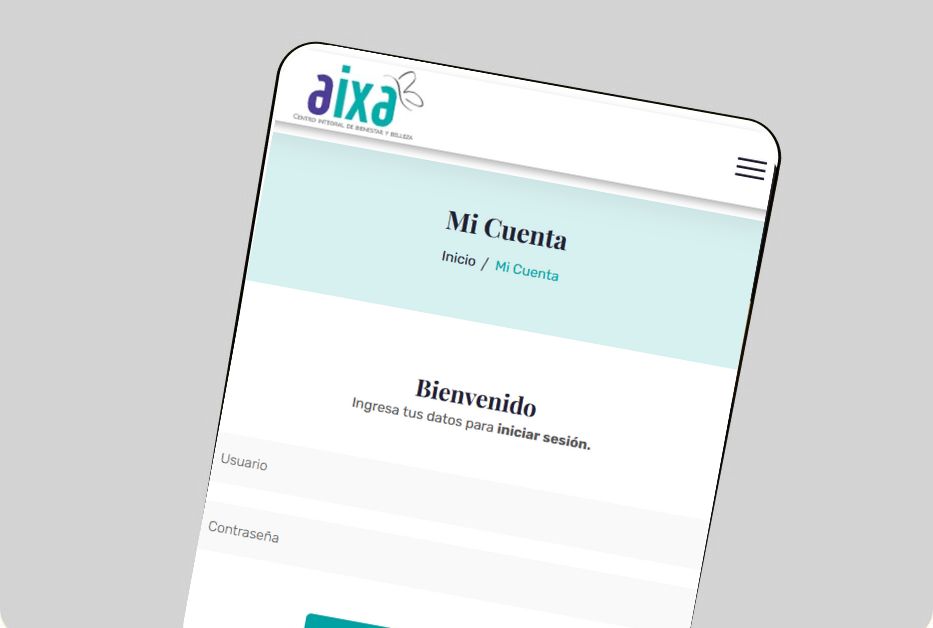 aixa
CENTRO INTEGRAL DE BIENESTAR Y BELLEZA
Mi Cuenta
Inicio / Mi Cuenta
Bienvenido
Ingresa tus datos para iniciar sesión.
Usuario
Contraseña